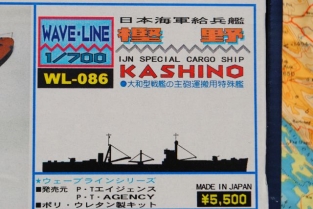 日本海軍給兵艦
WAVE-LINE
1/700
樫野
WL-086
IJN SPECIAL CARGO SHIP
KASHINO
●大和型戦艦の主砲運搬用特殊艦
★ウェーブラインシリーズ
■発売元 P・Tエイジェンス
P・T・AGENCY
■ポリ・ウレタン製キット
MADE IN JAPAN
¥5,500